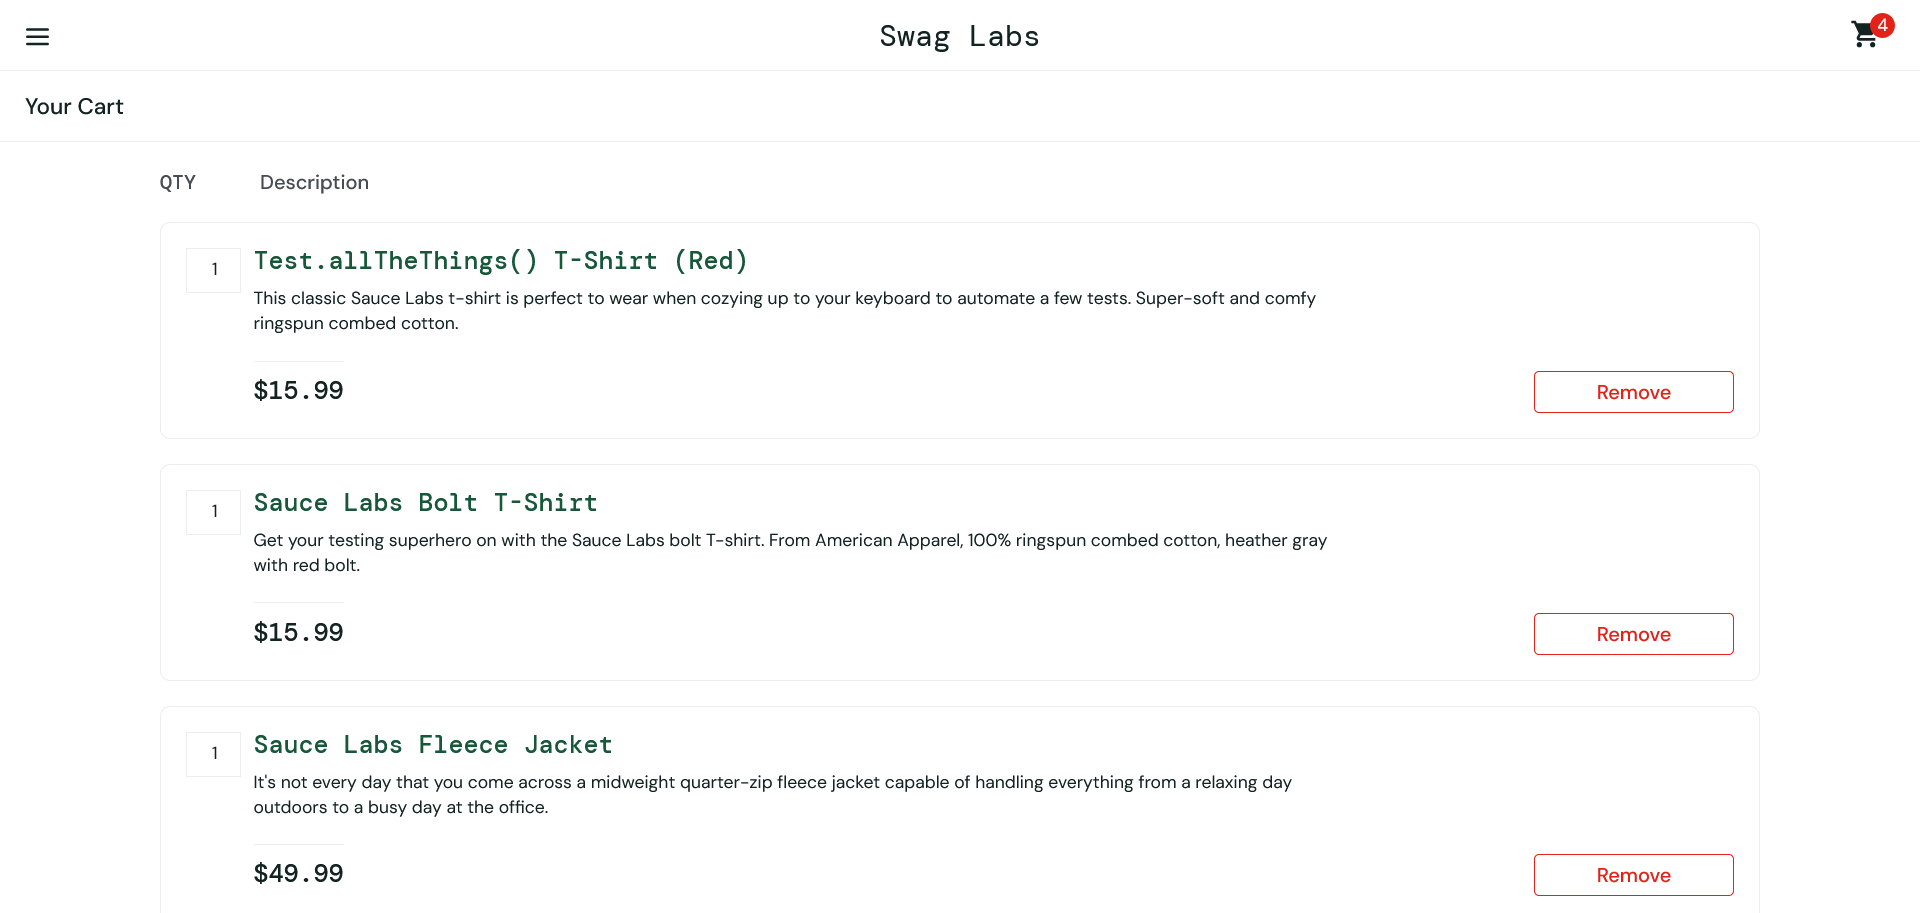 Swag Labs
4
Your Cart
QTY Description
1
Test.allTheThings() T-Shirt (Red)
This classic Sauce Labs t-shirt is perfect to wear when cozying up to your keyboard to automate a few tests. Super-soft and comfy
ringspun combed cotton.
$15.99
Remove
1
Sauce Labs Bolt T-Shirt
Get your testing superhero on with the Sauce Labs bolt T-shirt. From American Apparel, 100% ringspun combed cotton, heather gray
with red bolt.
$15.99
Remove
1
Sauce Labs Fleece Jacket
It's not every day that you come across a midweight quarter-zip fleece jacket capable of handling everything from a relaxing day
outdoors to a busy day at the office.
$49.99
Remove